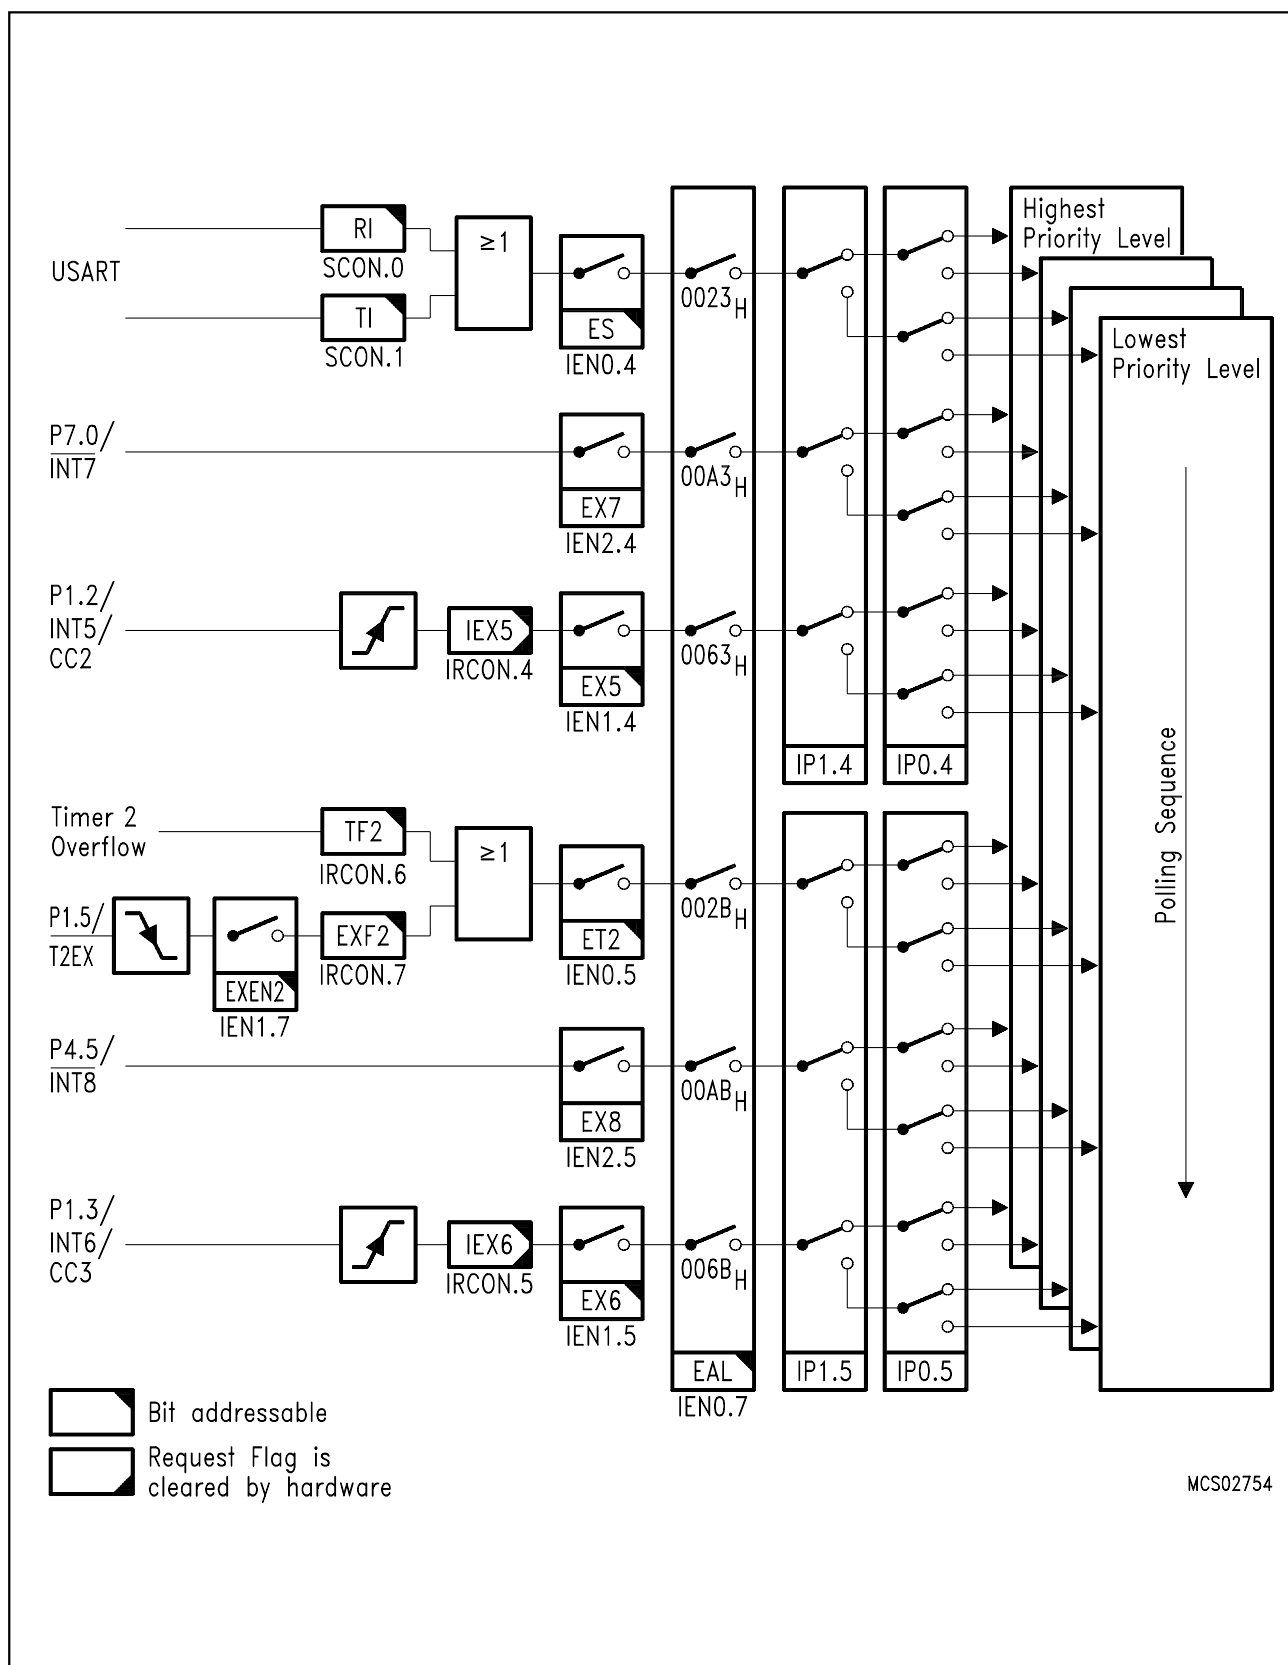 Highest
Priority Level
Lowest
Priority Level
Polling Sequence
USART
RI
SCON.0
TI
SCON.1
≥1
ES
IEN0.4
0023H
P7.0/
INT7
EX7
IEN2.4
00A3H
P1.2/
INT5/
CC2
IEX5
IRCON.4
EX5
IEN1.4
0063H
IP1.4
IP0.4
Timer 2
Overflow
TF2
IRCON.6
≥1
P1.5/
T2EX
EXEN2
IEN1.7
EXF2
IRCON.7
ET2
IEN0.5
002BH
P4.5/
INT8
EX8
IEN2.5
00ABH
P1.3/
INT6/
CC3
IEX6
IRCON.5
EX6
IEN1.5
006BH
EAL
IEN0.7
IP1.5
IP0.5
Bit addressable
Request Flag is
cleared by hardware
MCS02754